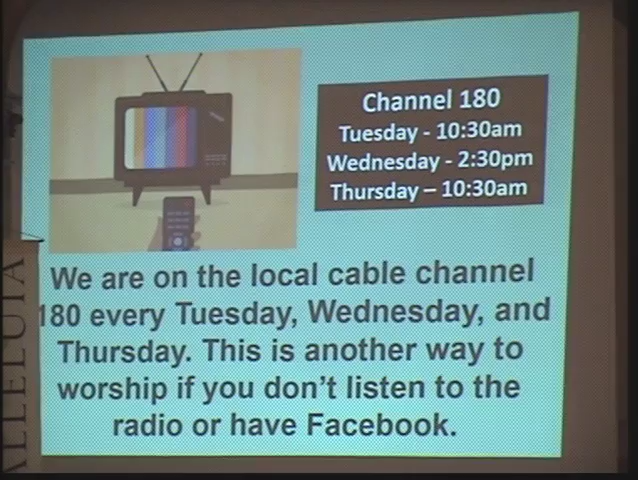 Channel 180
Tuesday - 10:30am
Wednesday - 2:30pm
Thursday – 10:30am
We are on the local cable channel
180 every Tuesday, Wednesday, and
Thursday. This is another way to
worship if you don't listen to the
radio or have Facebook.
ALLELUIA